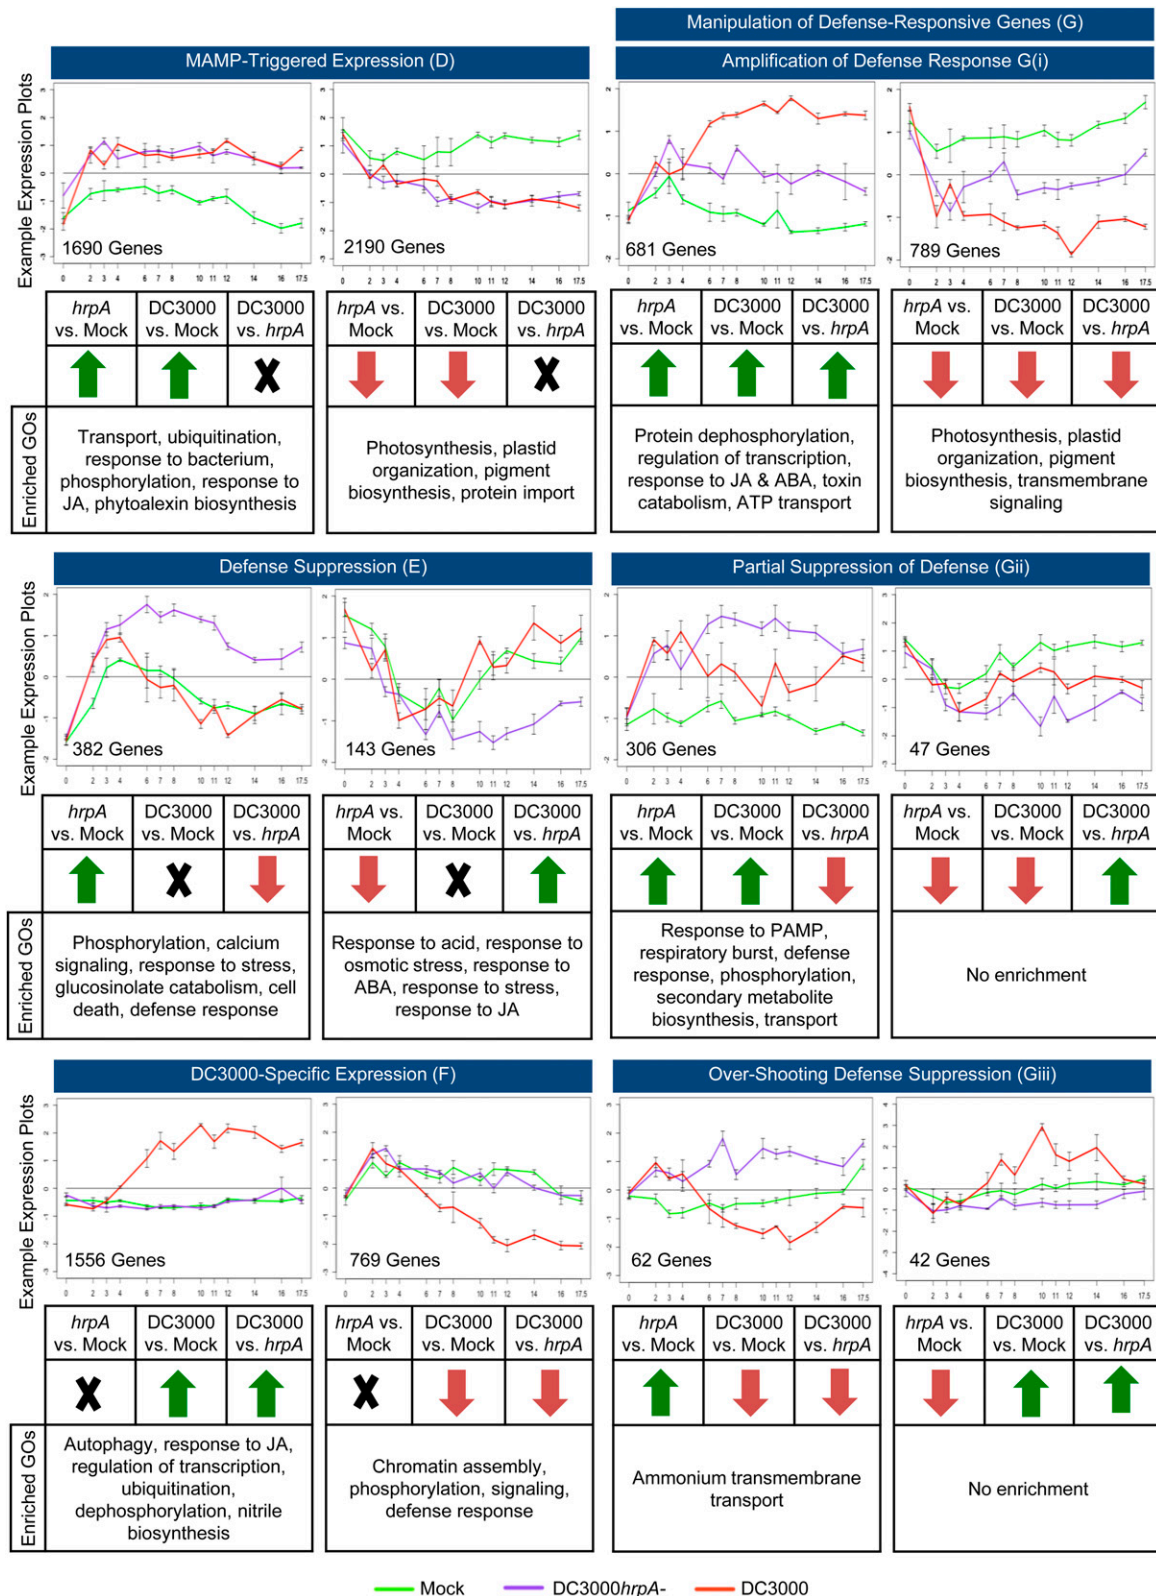 Manipulation of Defense-Responsive Genes (G)
MAMP-Triggered Expression (D)
Amplification of Defense Response G(i)
Example Expression Plots
1690 Genes
2190 Genes
681 Genes
789 Genes
hrpA vs. Mock
DC3000 vs. Mock
DC3000 vs. hrpA
hrpA vs. Mock
DC3000 vs. Mock
DC3000 vs. hrpA
hrpA vs. Mock
DC3000 vs. Mock
DC3000 vs. hrpA
hrpA vs. Mock
DC3000 vs. Mock
DC3000 vs. hrpA
Enriched GOs
Transport, ubiquitination,
response to bacterium,
phosphorylation, response to
JA, phytoalexin biosynthesis
Photosynthesis, plastid
organization, pigment
biosynthesis, protein import
Protein dephosphorylation,
regulation of transcription,
response to JA & ABA, toxin
catabolism, ATP transport
Photosynthesis, plastid
organization, pigment
biosynthesis, transmembrane
signaling
Defense Suppression (E)
Partial Suppression of Defense (Gii)
Example Expression Plots
382 Genes
143 Genes
306 Genes
47 Genes
hrpA vs. Mock
DC3000 vs. Mock
DC3000 vs. hrpA
hrpA vs. Mock
DC3000 vs. Mock
DC3000 vs. hrpA
hrpA vs. Mock
DC3000 vs. Mock
DC3000 vs. hrpA
hrpA vs. Mock
DC3000 vs. Mock
DC3000 vs. hrpA
Enriched GOs
Phosphorylation, calcium
signaling, response to stress,
glucosinolate catabolism, cell
death, defense response
Response to acid, response to
osmotic stress, response to
ABA, response to stress,
response to JA
Response to PAMP,
respiratory burst, defense
response, phosphorylation,
secondary metabolite
biosynthesis, transport
No enrichment
DC3000-Specific Expression (F)
Over-Shooting Defense Suppression (Giii)
Example Expression Plots
1556 Genes
769 Genes
62 Genes
42 Genes
hrpA vs. Mock
DC3000 vs. Mock
DC3000 vs. hrpA
hrpA vs. Mock
DC3000 vs. Mock
DC3000 vs. hrpA
hrpA vs. Mock
DC3000 vs. Mock
DC3000 vs. hrpA
hrpA vs. Mock
DC3000 vs. Mock
DC3000 vs. hrpA
Enriched GOs
Autophagy, response to JA,
regulation of transcription,
ubiquitination,
dephosphorylation, nitrile
biosynthesis
Chromatin assembly,
phosphorylation, signaling,
defense response
Ammonium transmembrane
transport
No enrichment
Mock
DC3000hrpA-
DC3000